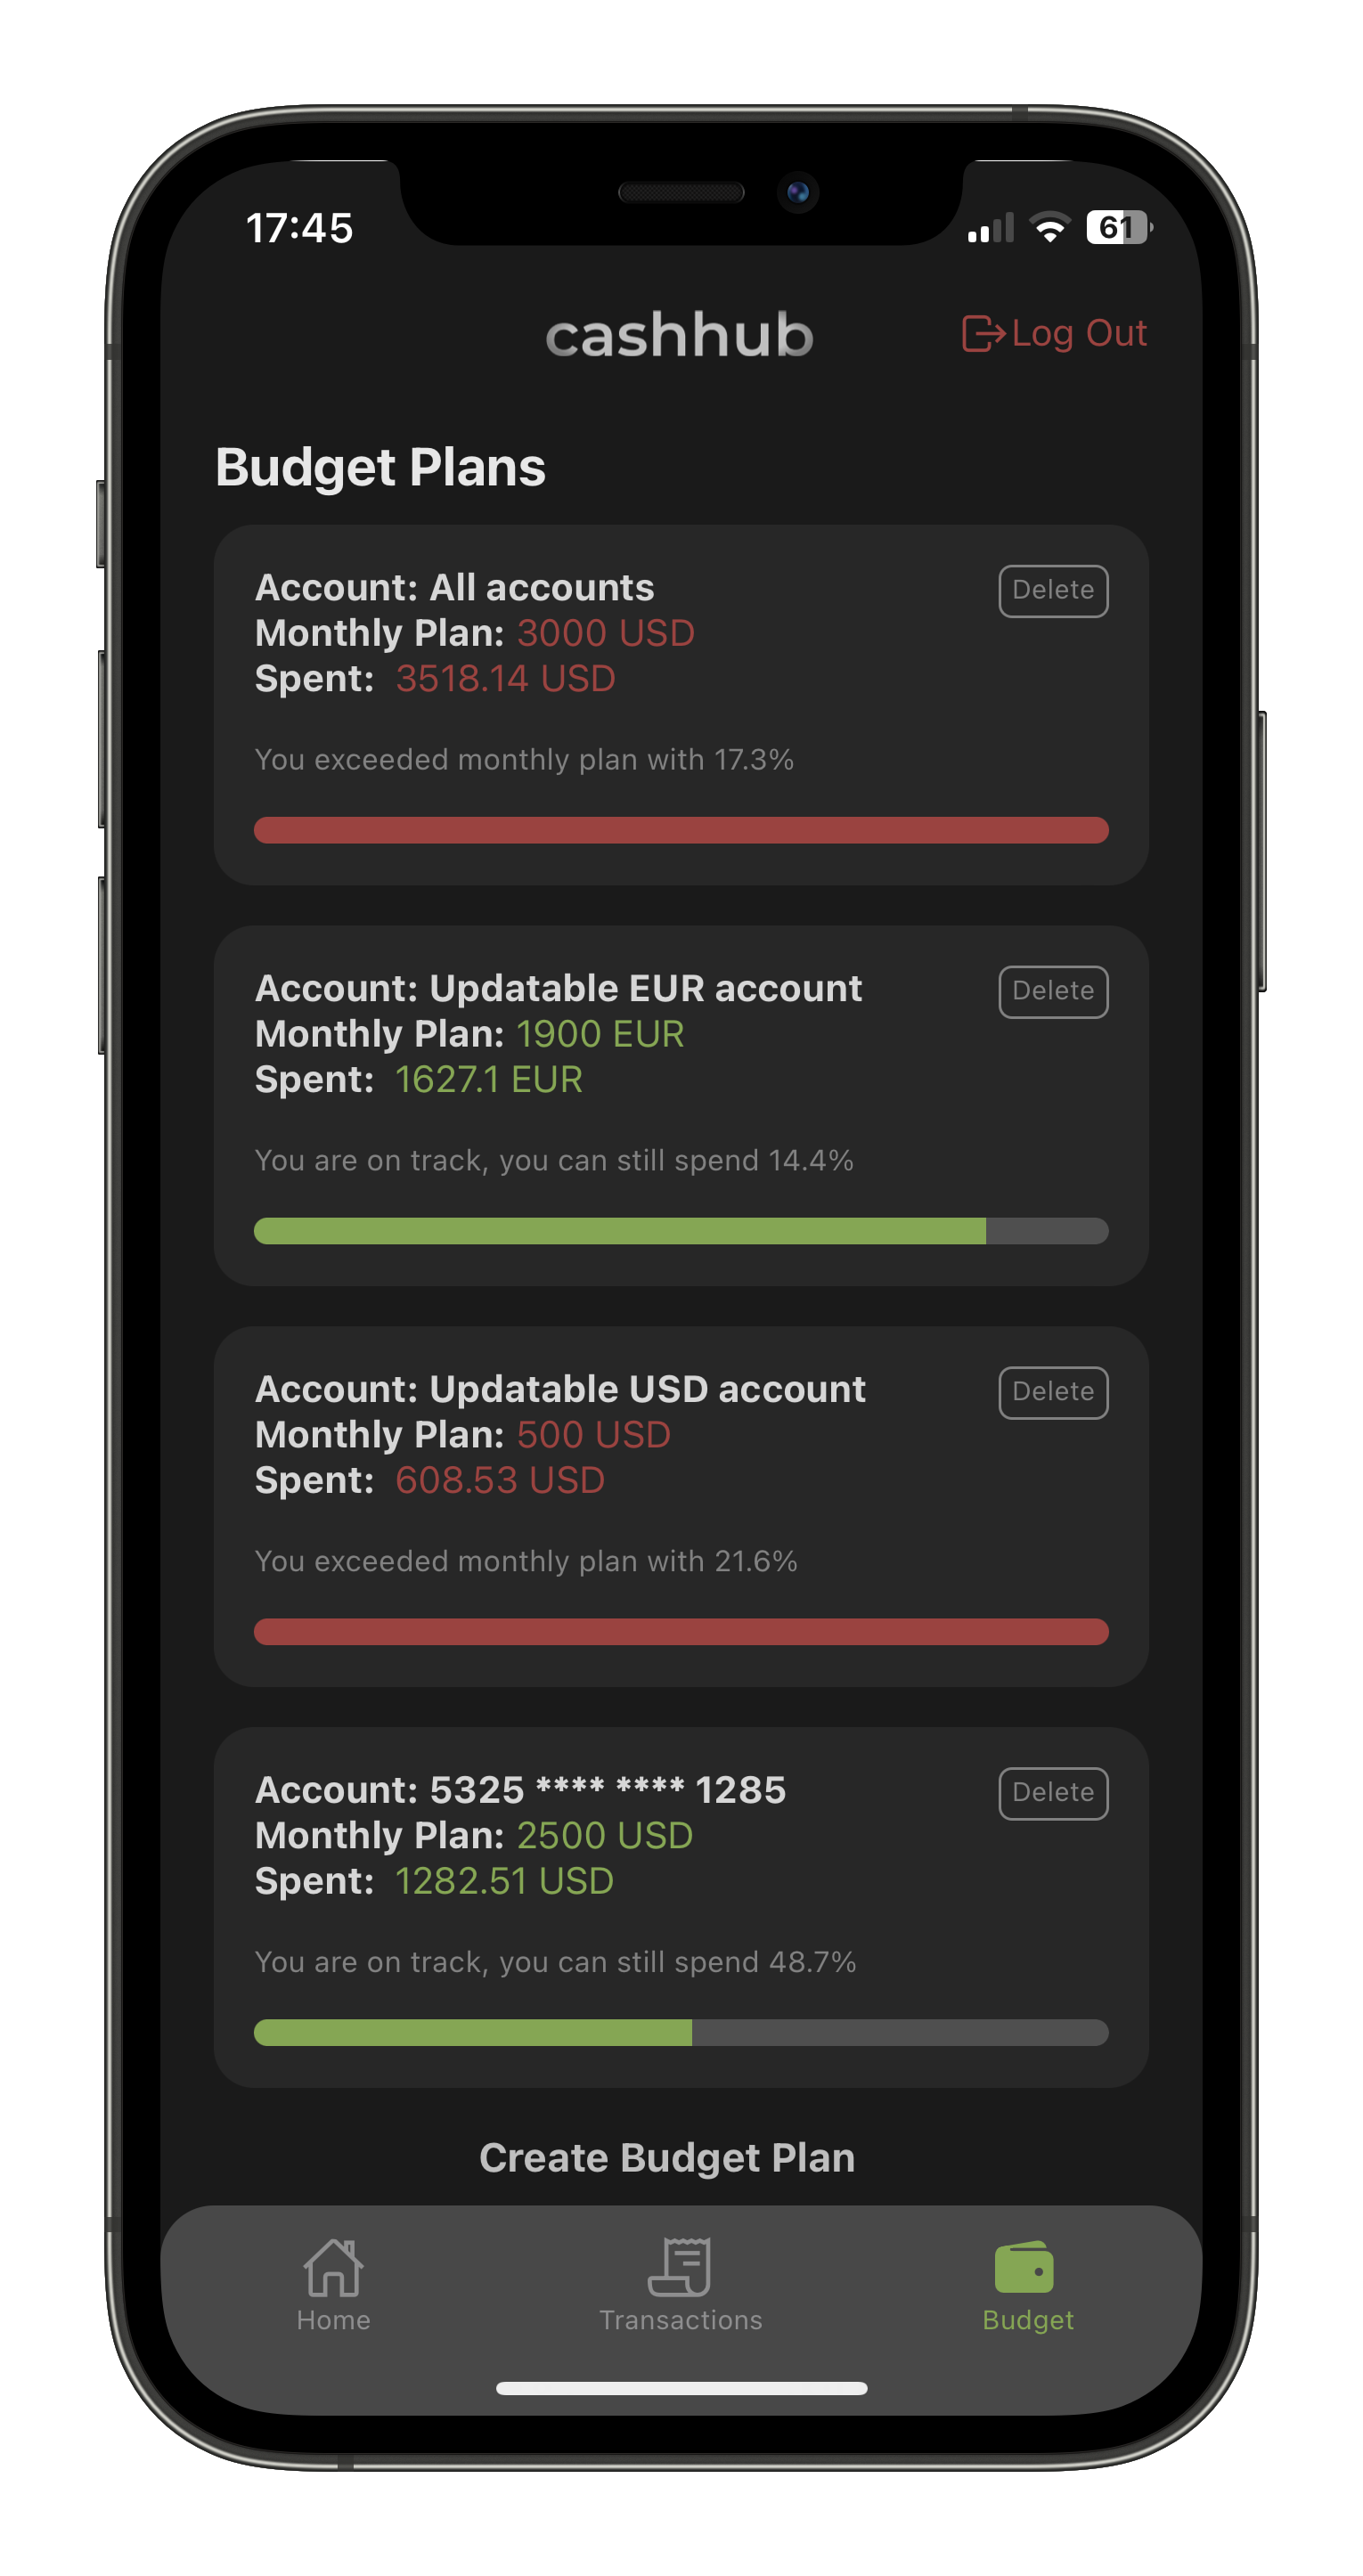 17:45
61
cashhub
Log Out
Budget Plans
Account: All accounts
Delete
Monthly Plan: 3000 USD
Spent: 3518.14 USD
You exceeded monthly plan with 17.3%
Account: Updatable EUR account
Delete
Monthly Plan: 1900 EUR
Spent: 1627.1 EUR
You are on track, you can still spend 14.4%
Account: Updatable USD account
Delete
Monthly Plan: 500 USD
Spent: 608.53 USD
You exceeded monthly plan with 21.6%
Account: 5325 **** **** 1285
Delete
Monthly Plan: 2500 USD
Spent: 1282.51 USD
You are on track, you can still spend 48.7%
Create Budget Plan
Home
Transactions
Budget